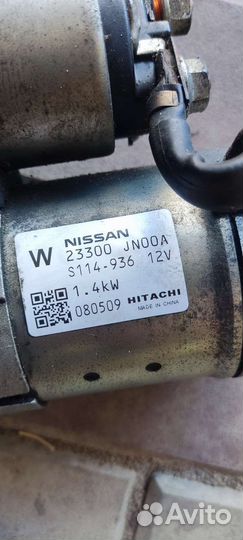 NISSAN
W 23300 JN00A
S114-936 12V
1.4kW
080509 HITACHI
MADE IN CHINA
Avito